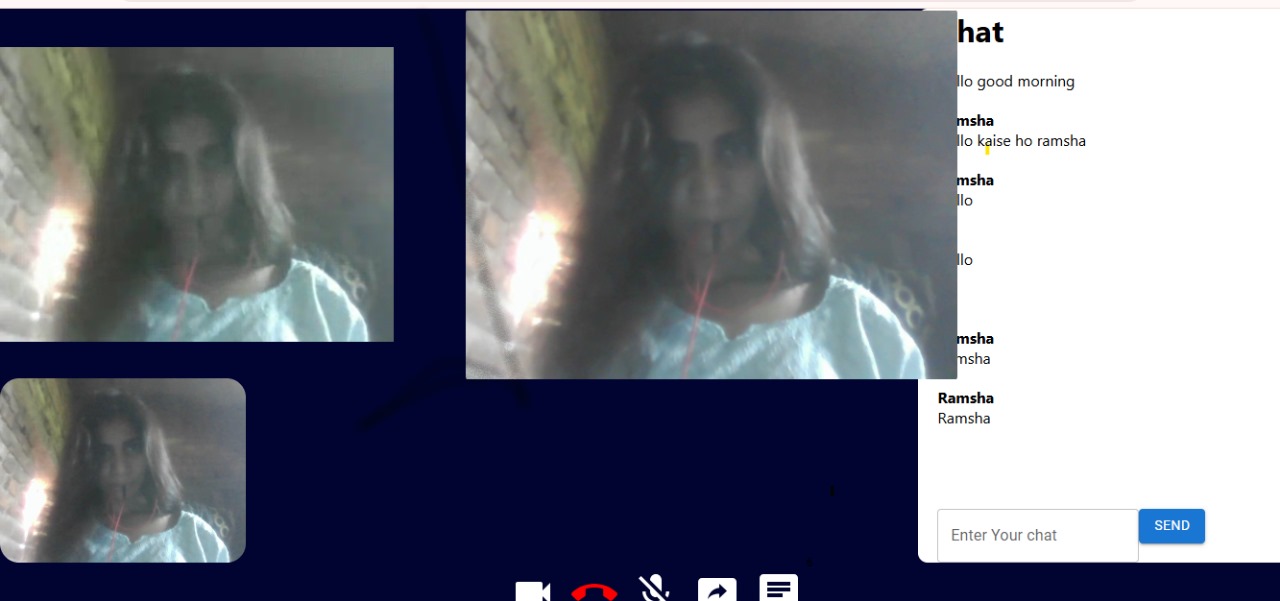 hat
llo good morning
msha
llo kaise ho ramsha
msha
llo
llo
msha
msha
Ramsha
Ramsha
Enter Your chat
SEND